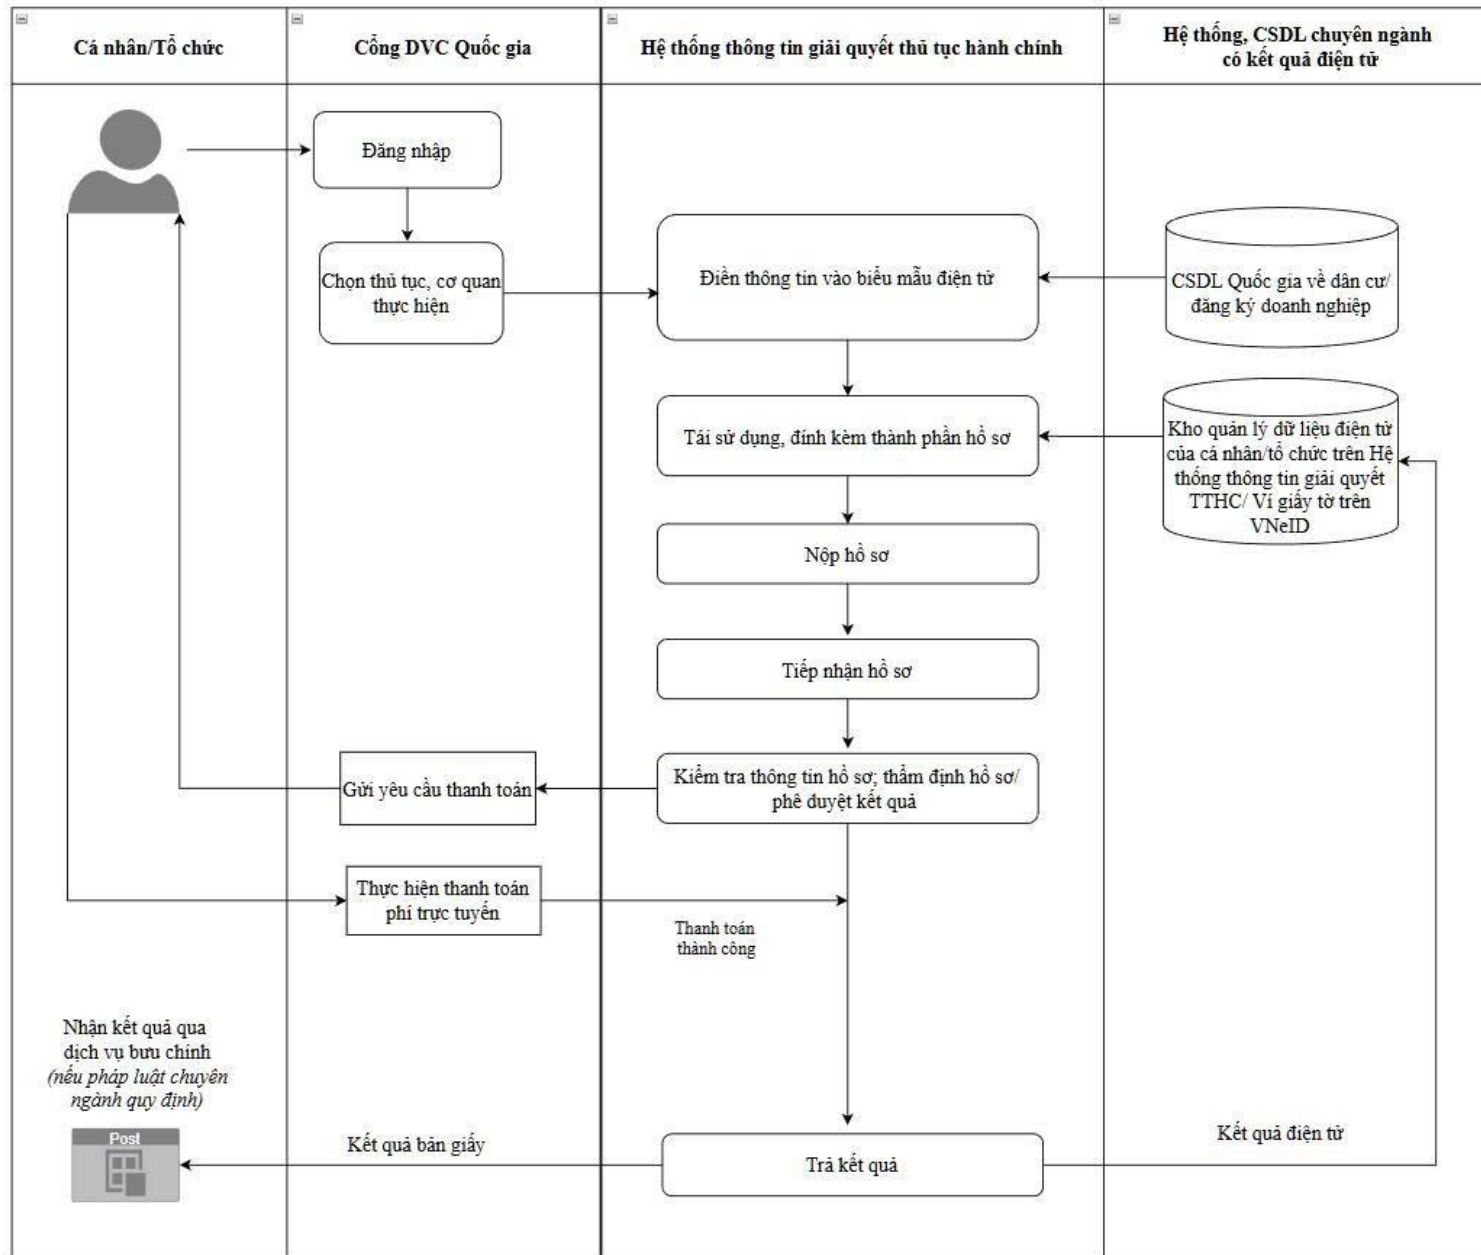 Cá nhân/Tổ chức
Cổng DVC Quốc gia
Hệ thống thông tin giải quyết thủ tục hành chính
Hệ thống, CSDL chuyên ngành
có kết quả điện tử
Đăng nhập
Chọn thủ tục, cơ quan
thực hiện
Điền thông tin vào biểu mẫu điện tử
CSDL Quốc gia về dân cư/
đăng ký doanh nghiệp
Tái sử dụng, đính kèm thành phần hồ sơ
Kho quản lý dữ liệu điện tử
của cá nhân/tổ chức trên Hệ
thống thông tin giải quyết
TTHC/ Ví giấy tờ trên
VNeID
Nộp hồ sơ
Tiếp nhận hồ sơ
Kiểm tra thông tin hồ sơ; thẩm định hồ sơ/
phê duyệt kết quả
Gửi yêu cầu thanh toán
Thực hiện thanh toán
phí trực tuyến
Thanh toán
thành công
Nhận kết quả qua
dịch vụ bưu chính
(nếu pháp luật chuyên
ngành quy định)
Post
Kết quả bản giấy
Trả kết quả
Kết quả điện tử